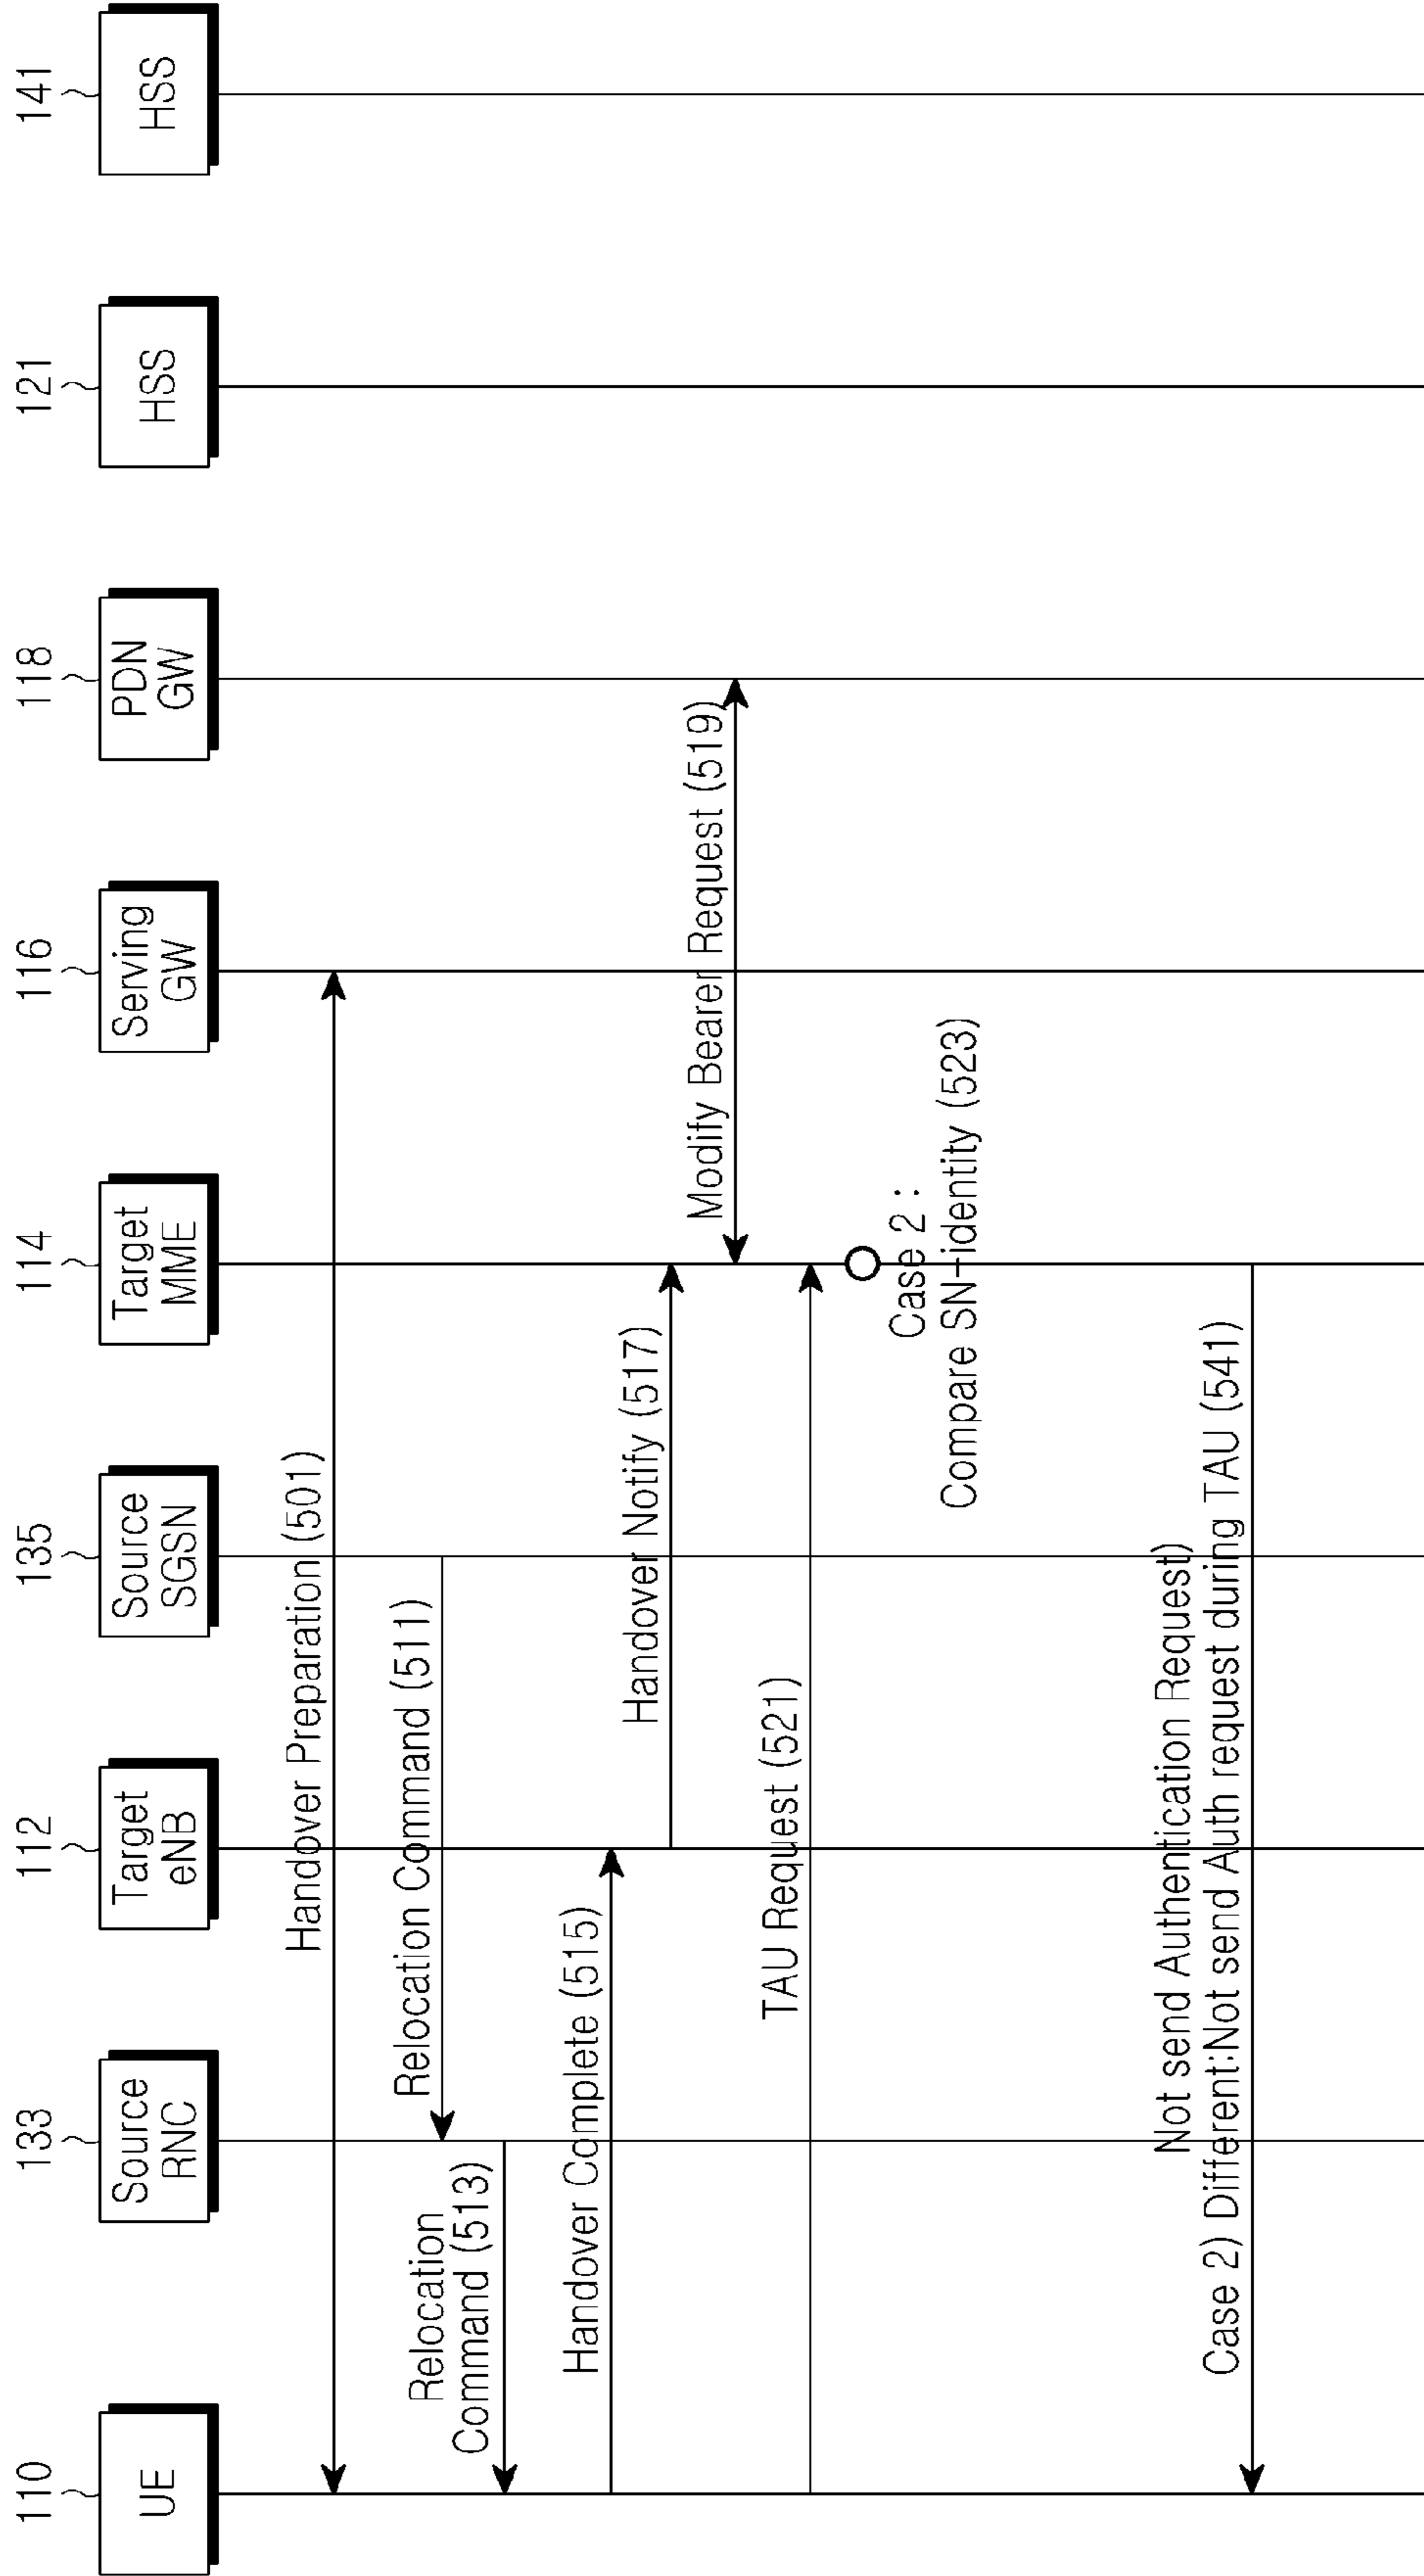 110
133
112
135
114
116
118
121
141
UE
Source
RNC
Target
eNB
Source
SGSN
Target
MME
Serving
GW
PDN
GW
HSS
HSS
Handover Preparation (501)
Relocation Command (511)
Relocation
Command (513)
Handover Complete (515)
Handover Notify (517)
Modify Bearer Request (519)
TAU Request (521)
Case 2 :
Compare SN-identity (523)
Not send Authentication Request)
Case 2) Different:Not send Auth request during TAU (541)